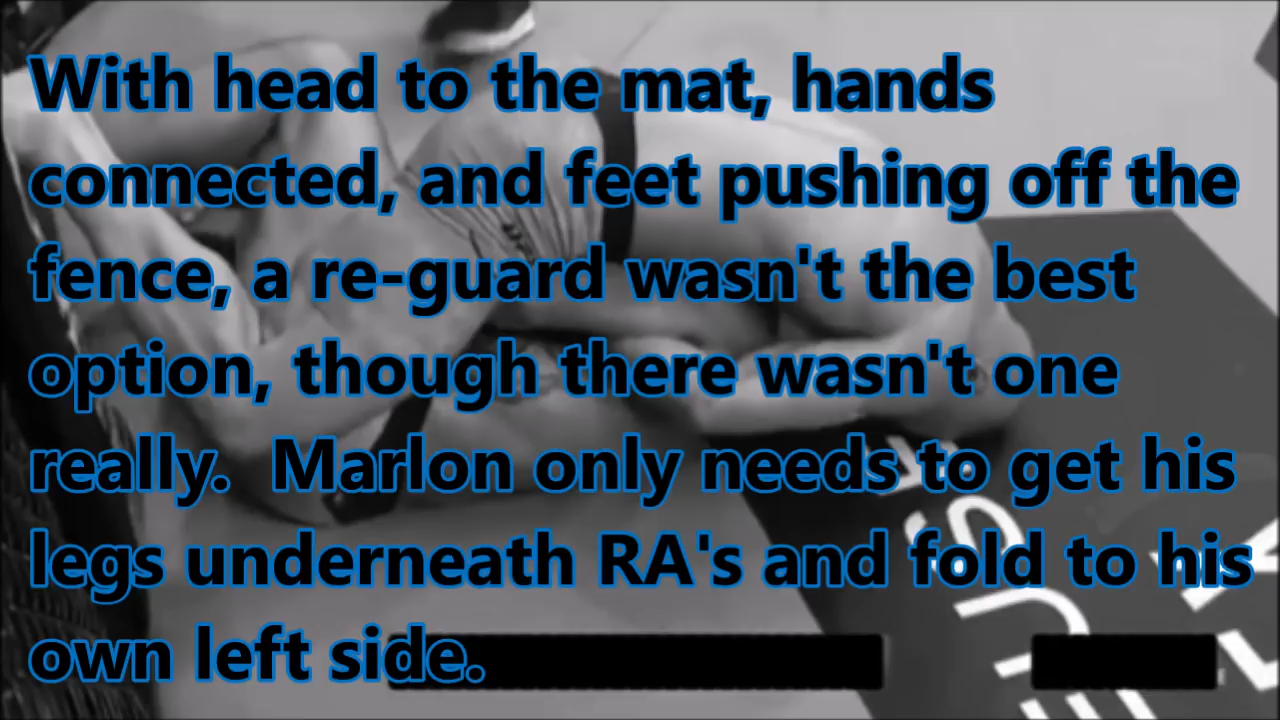 With head to the mat, hands
connected, and feet pushing off the
fence, a re-guard wasn't the best
option, though there wasn't one
really.  Marlon only needs to get his
legs underneath RA's and fold to his
own left side.